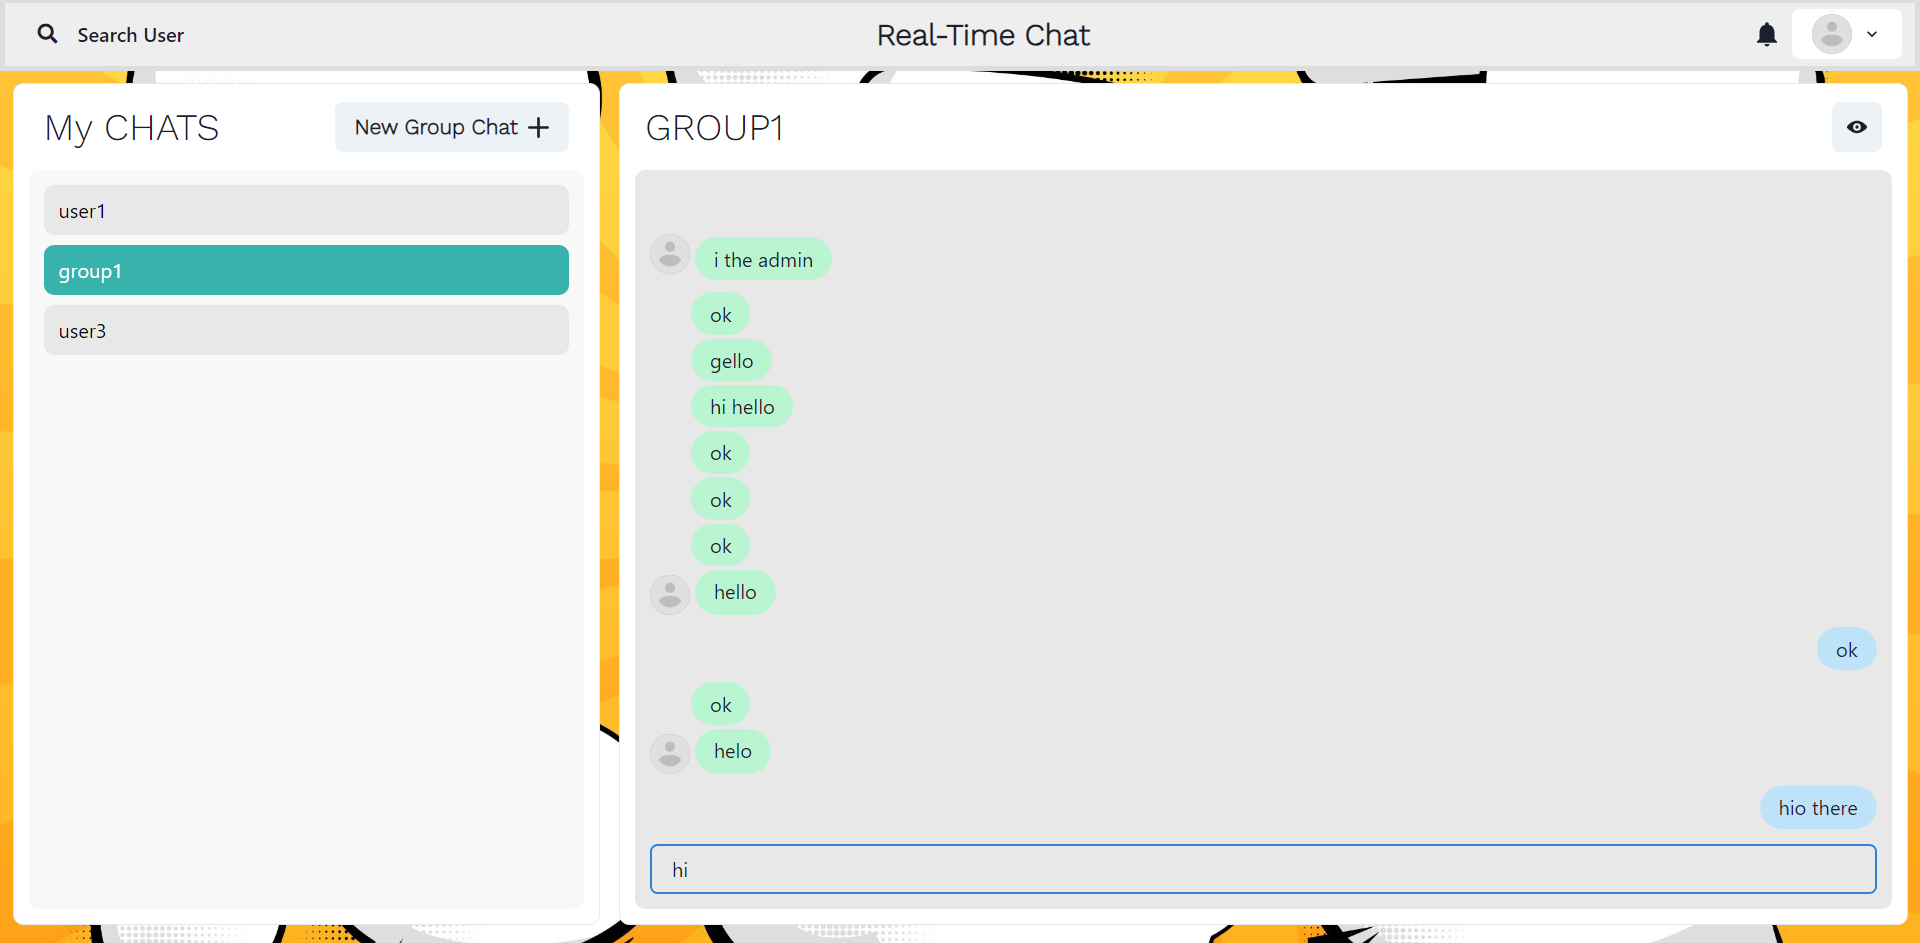 Search User
Real-Time Chat
My CHATS
New Group Chat
user1
group1
user3
GROUP1
i the admin
ok
gello
hi hello
ok
ok
ok
hello
ok
ok
helo
hio there
hi